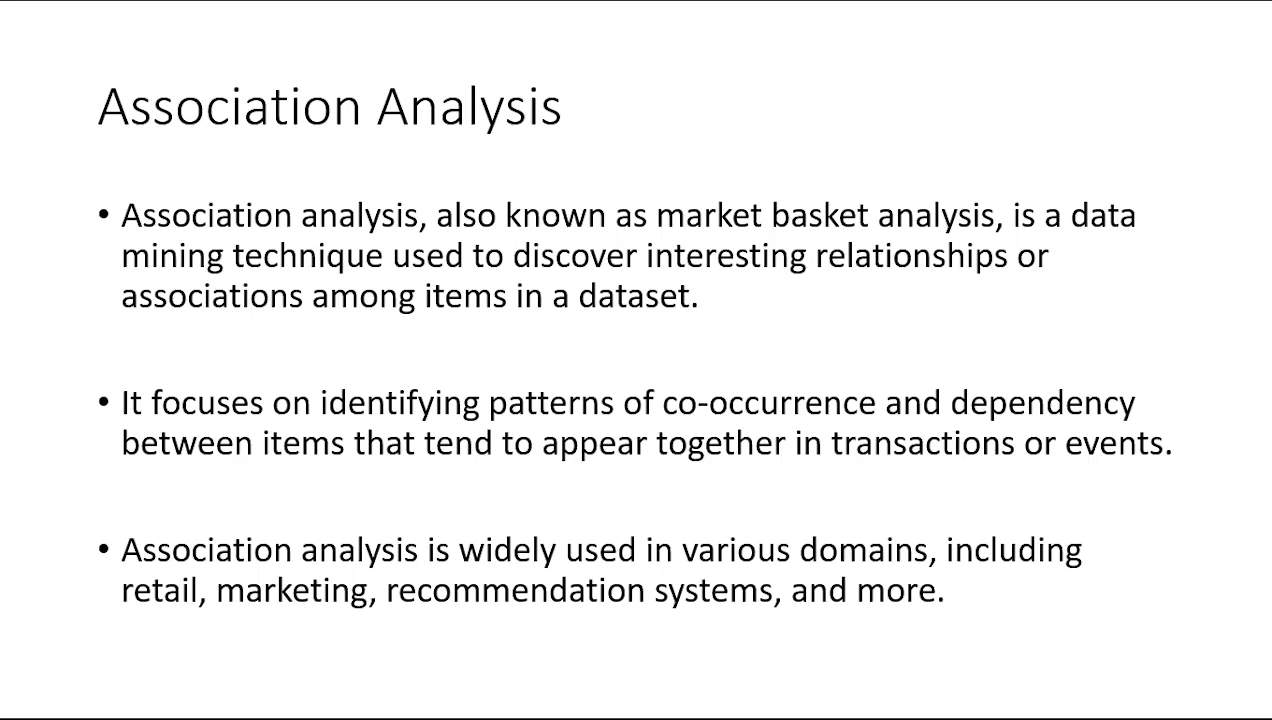 Association Analysis
• Association analysis, also known as market basket analysis, is a data
mining technique used to discover interesting relationships or
associations among items in a dataset.
• It focuses on identifying patterns of co-occurrence and dependency
between items that tend to appear together in transactions or events.
• Association analysis is widely used in various domains, including
retail, marketing, recommendation systems, and more.